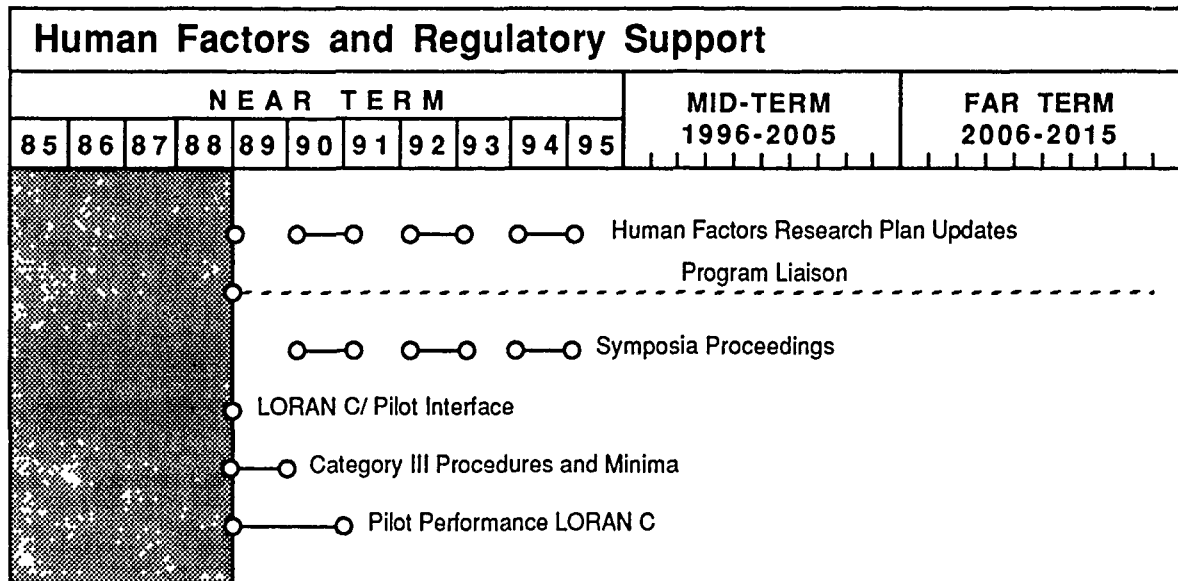 Human Factors and Regulatory Support
NEAR TERM
MID-TERM
1996-2005
FAR TERM
2006-2015
85 86 87 88 89 90 91 92 93 94 95
Human Factors Research Plan Updates
Program Liaison
Symposia Proceedings
LORAN C/ Pilot Interface
Category III Procedures and Minima
Pilot Performance LORAN C